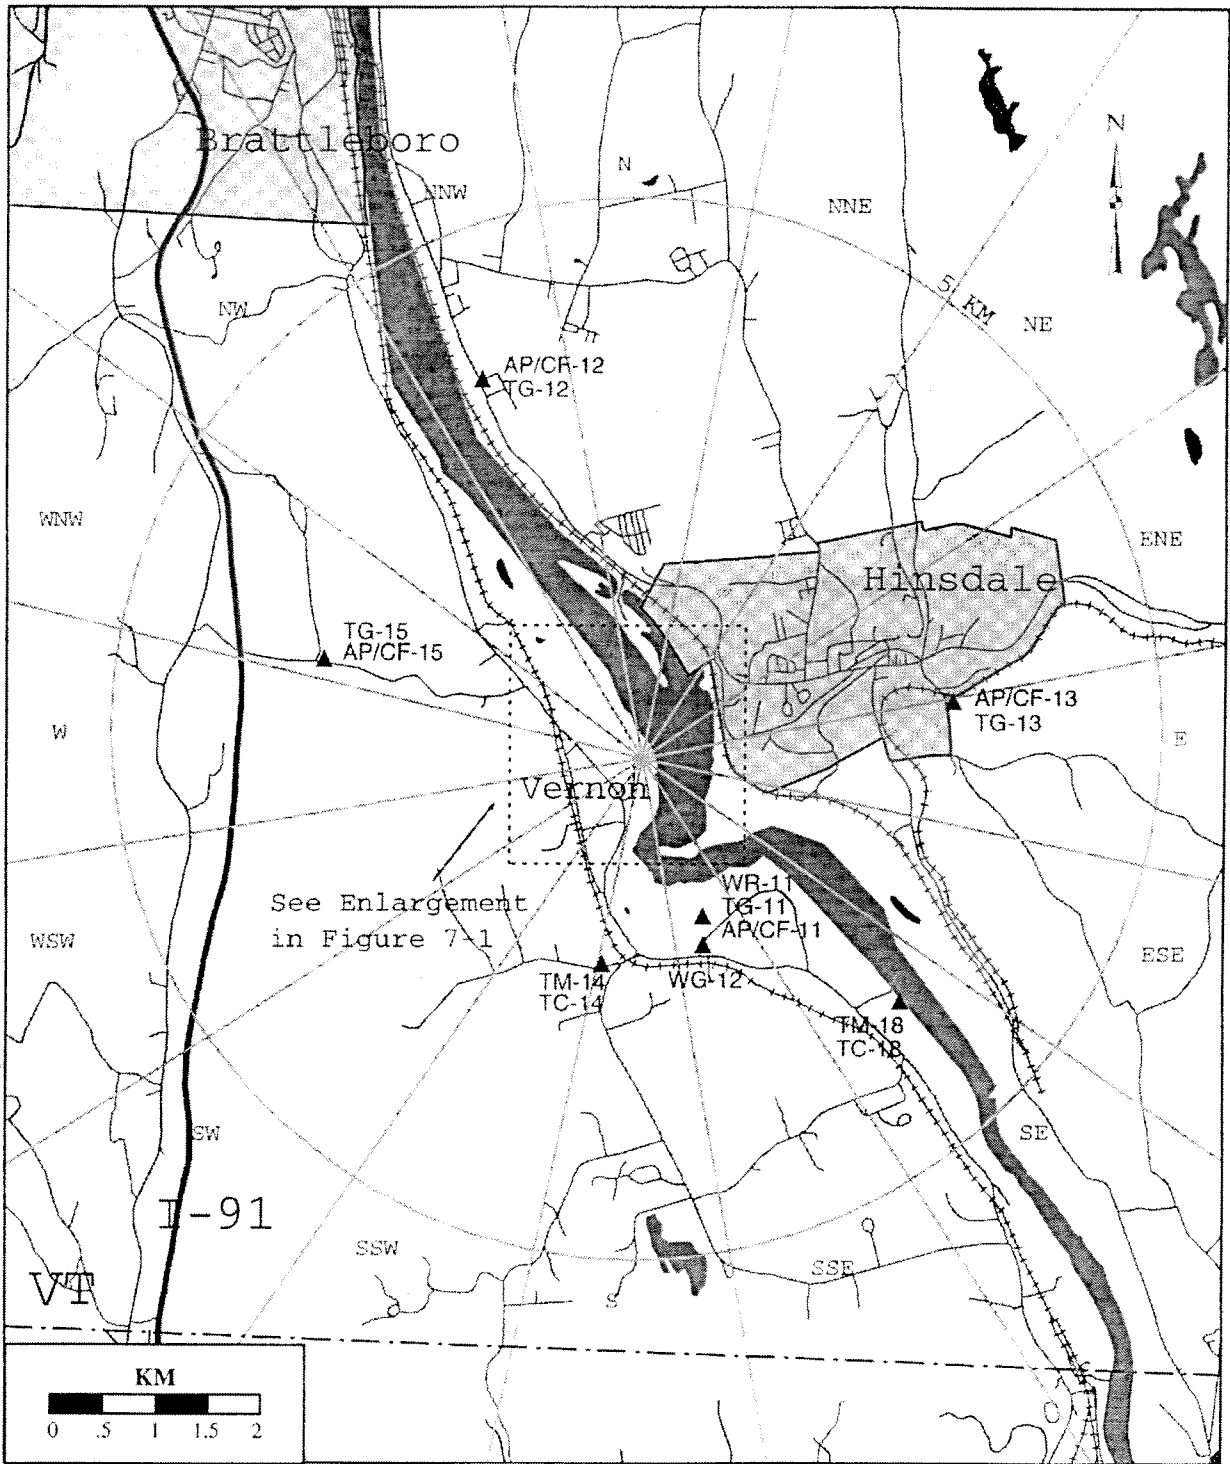 Brattleboro
N
N
NNW
NNE
NW
5 KM
NE
AP/CF-12
TG-12
WNW
ENE
Hinsdale
TG-15
AP/CF-15
AP/CF-13
TG-13
W
E
Vernon
See Enlargement
in Figure 7-1
WR-11
TG-11
AP/CF-11
WSW
ESE
TM-14
TC-14
WG-12
TM-18
TC-18
SW
SE
I-91
SSW
SSE
S
VT
KM
0 .5 1 1.5 2